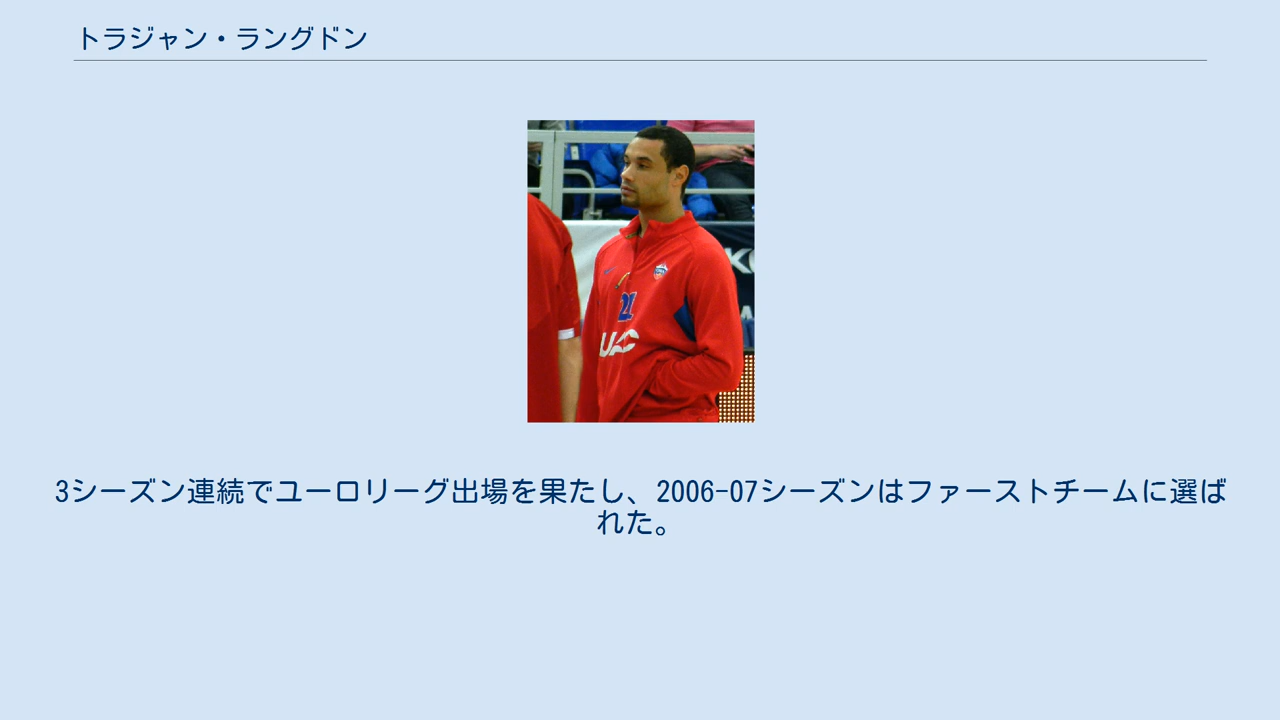 トラジャン・ラングドン
21
3シーズン連続でユーロリーグ出場を果たし、2006-07シーズンはファーストチームに選ば
れた。